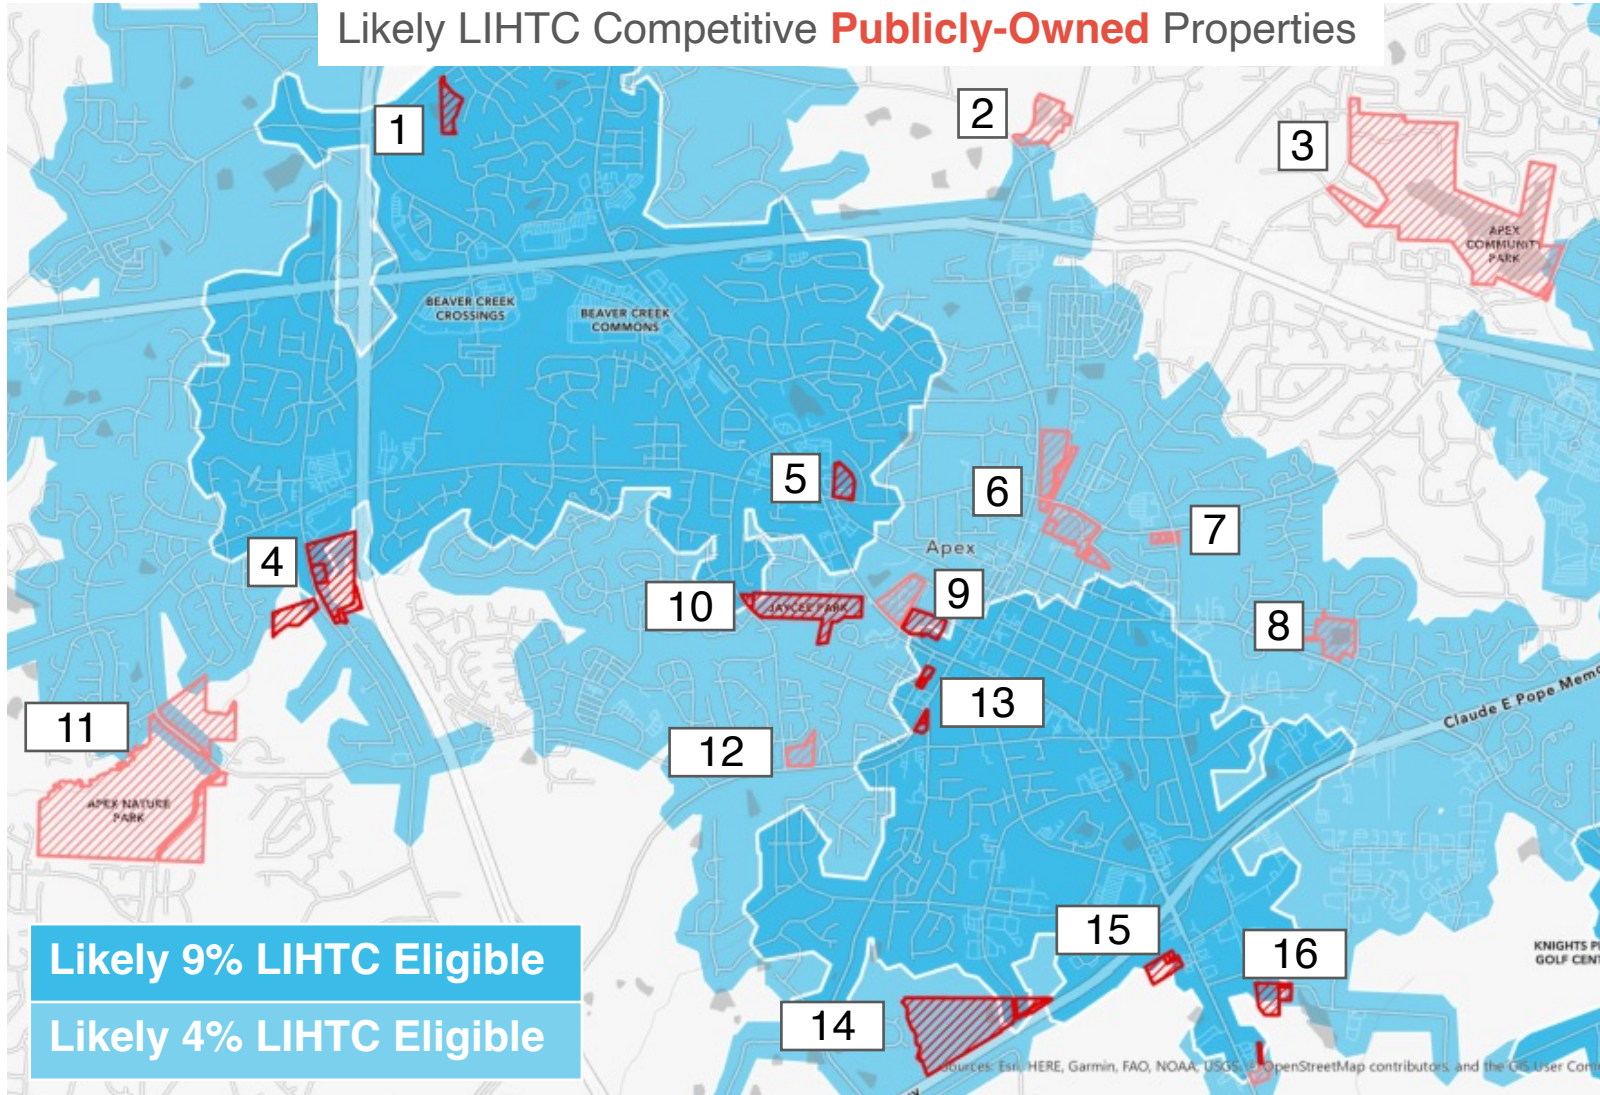 Likely LIHTC Competitive Publicly-Owned Properties
1
2
3
APEX
COMMUNITY
PARK
BEAVER CREEK
CROSSINGS
BEAVER CREEK
COMMONS
5
6
7
Apex
4
9
10
JAYCEE PARK
8
13
11
12
Claude E Pope Memo
APEX NATURE
PARK
15
16
KNIGHTS P
GOLF CENT
14
Likely 9% LIHTC Eligible
Likely 4% LIHTC Eligible
Sources: Esri, HERE, Garmin, FAO, NOAA, USGS, © OpenStreetMap contributors, and the GIS User Com